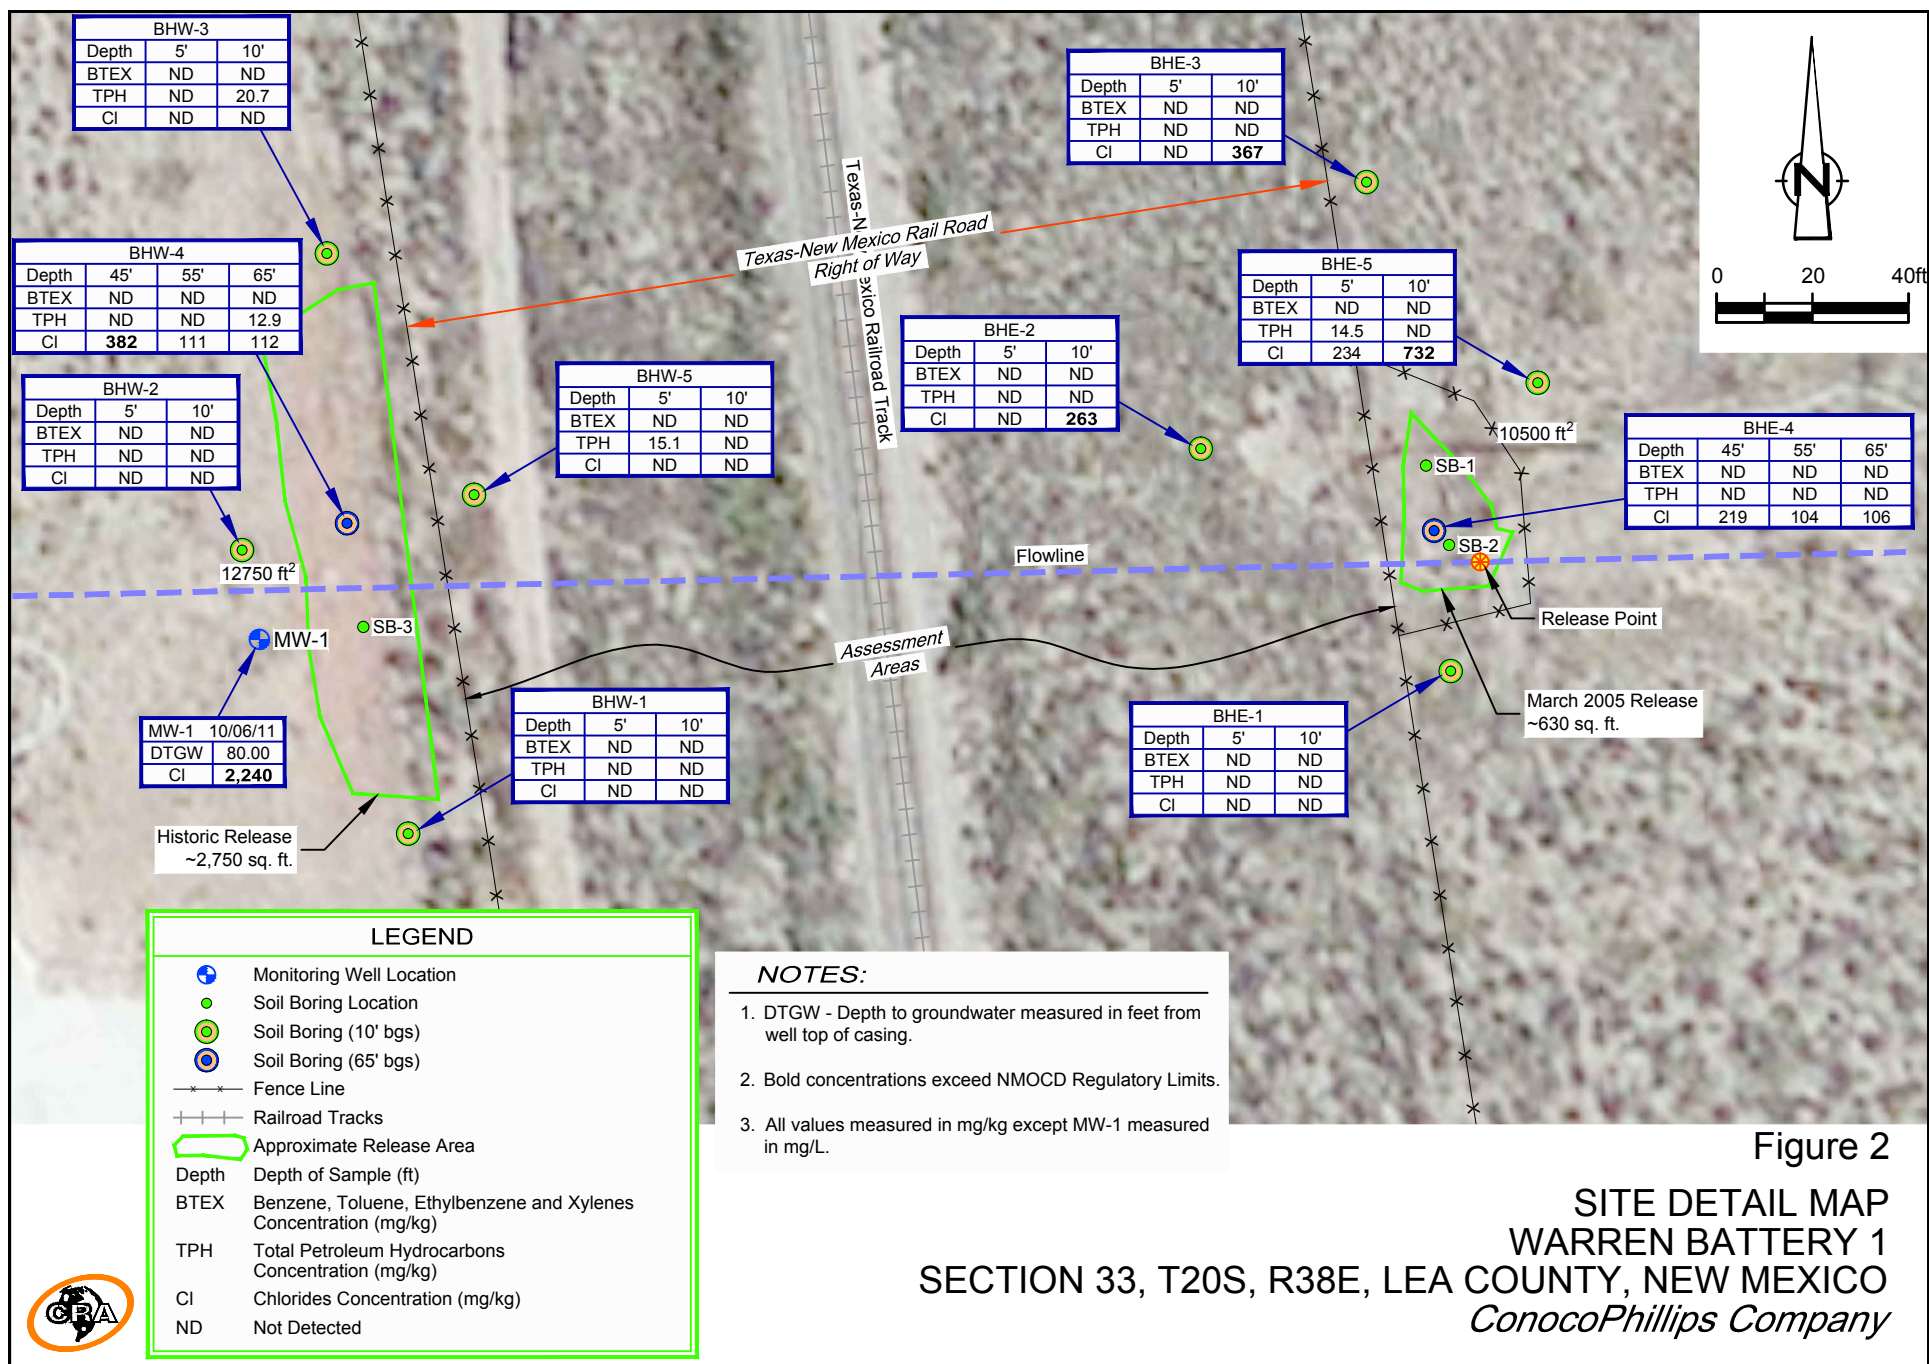 BHW-3
Depth 5' 10'
BTEX ND ND
TPH ND 20.7
Cl ND ND
BHE-3
Depth 5' 10'
BTEX ND ND
TPH ND ND
Cl ND 367
N
0 20 40ft
BHW-4
Depth 45' 55' 65'
BTEX ND ND ND
TPH ND ND 12.9
Cl 382 111 112
Texas-New Mexico Rail Road
Right of Way
Texas-New Mexico Railroad Track
BHE-5
Depth 5' 10'
BTEX ND ND
TPH 14.5 ND
Cl 234 732
BHE-2
Depth 5' 10'
BTEX ND ND
TPH ND ND
Cl ND 263
BHW-2
Depth 5' 10'
BTEX ND ND
TPH ND ND
Cl ND ND
BHW-5
Depth 5' 10'
BTEX ND ND
TPH 15.1 ND
Cl ND ND
10500 ft²
BHE-4
Depth 45' 55' 65'
BTEX ND ND ND
TPH ND ND ND
Cl 219 104 106
SB-1
SB-2
Flowline
12750 ft²
SB-3
MW-1
Release Point
Assessment
Areas
MW-1 10/06/11
DTGW 80.00
Cl 2,240
BHW-1
Depth 5' 10'
BTEX ND ND
TPH ND ND
Cl ND ND
BHE-1
Depth 5' 10'
BTEX ND ND
TPH ND ND
Cl ND ND
March 2005 Release
~630 sq. ft.
Historic Release
~2,750 sq. ft.
LEGEND
Monitoring Well Location
Soil Boring Location
Soil Boring (10' bgs)
Soil Boring (65' bgs)
Fence Line
Railroad Tracks
Approximate Release Area
Depth Depth of Sample (ft)
BTEX Benzene, Toluene, Ethylbenzene and Xylenes
Concentration (mg/kg)
TPH Total Petroleum Hydrocarbons
Concentration (mg/kg)
Cl Chlorides Concentration (mg/kg)
ND Not Detected
NOTES:
1. DTGW - Depth to groundwater measured in feet from
well top of casing.
2. Bold concentrations exceed NMOCD Regulatory Limits.
3. All values measured in mg/kg except MW-1 measured
in mg/L.
CRA
Figure 2
SITE DETAIL MAP
WARREN BATTERY 1
SECTION 33, T20S, R38E, LEA COUNTY, NEW MEXICO
ConocoPhillips Company